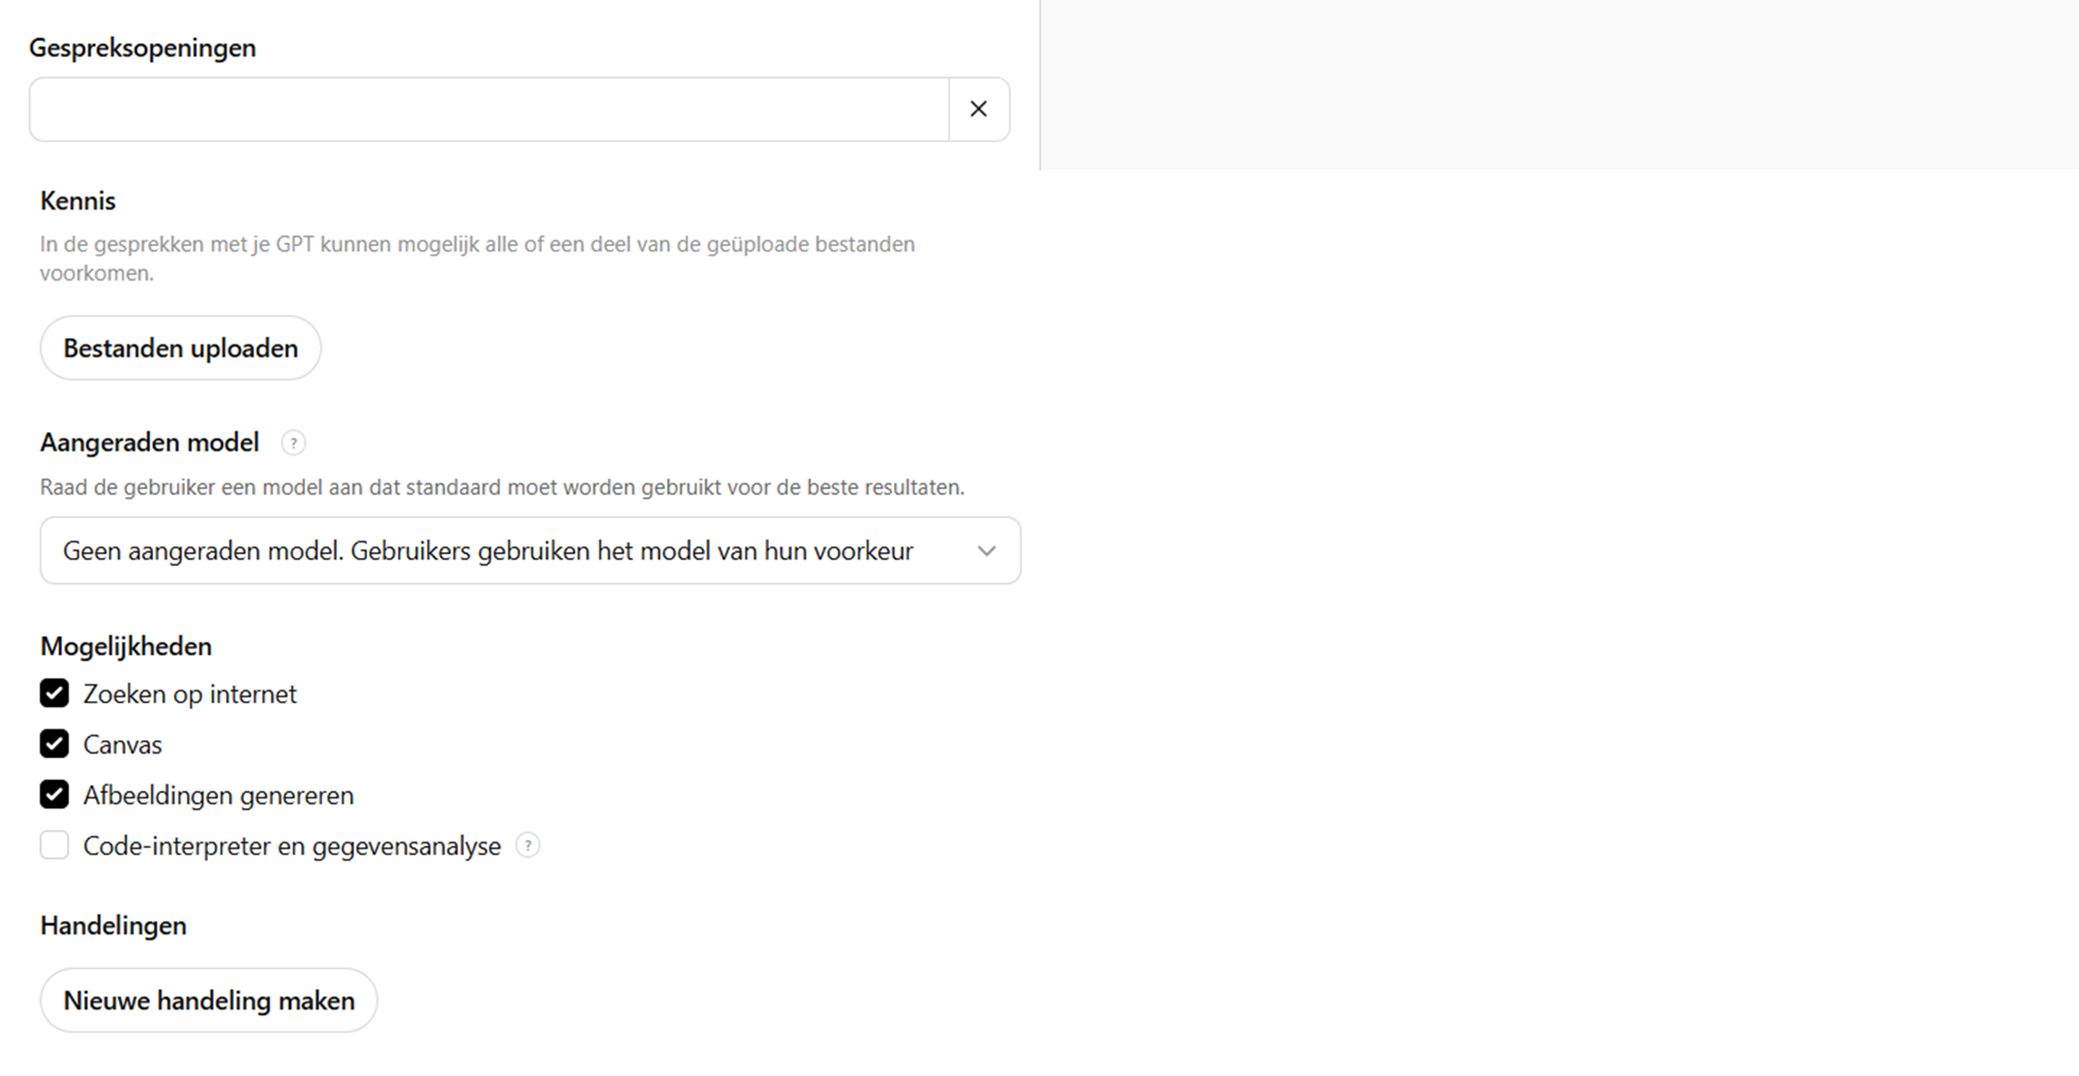 Gespreksopeningen
Kennis
In de gesprekken met je GPT kunnen mogelijk alle of een deel van de geüploade bestanden
voorkomen.
Bestanden uploaden
Aangeraden model ?
Raad de gebruiker een model aan dat standaard moet worden gebruikt voor de beste resultaten.
Geen aangeraden model. Gebruikers gebruiken het model van hun voorkeur
Mogelijkheden
Zoeken op internet
Canvas
Afbeeldingen genereren
Code-interpreter en gegevensanalyse ?
Handelingen
Nieuwe handeling maken